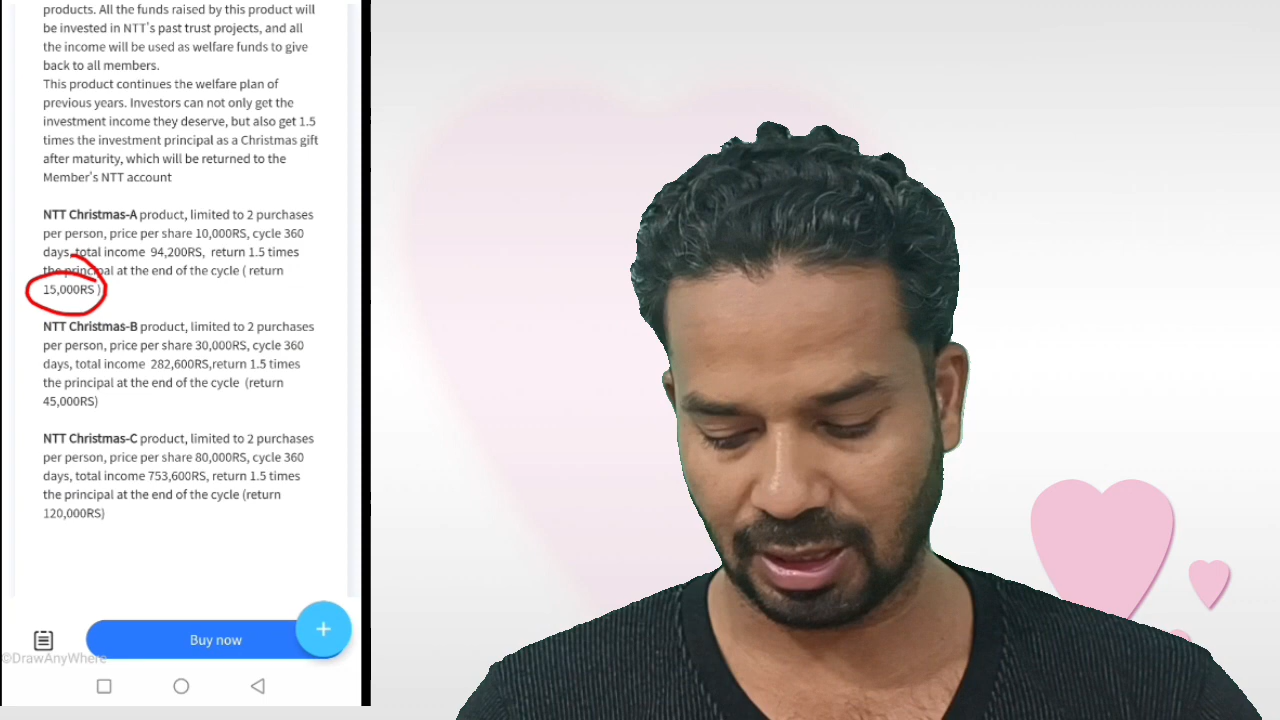 products. All the funds raised by this product will
be invested in NTT's past trust projects, and all
the income will be used as welfare funds to give
back to all members.
This product continues the welfare plan of
previous years. Investors can not only get the
investment income they deserve, but also get 1.5
times the investment principal as a Christmas gift
after maturity, which will be returned to the
Member's NTT account
NTT Christmas-A product, limited to 2 purchases
per person, price per share 10,000RS, cycle 360
days, total income 94,200RS, return 1.5 times
the principal at the end of the cycle ( return
15,000RS )
NTT Christmas-B product, limited to 2 purchases
per person, price per share 30,000RS, cycle 360
days, total income 282,600RS,return 1.5 times
the principal at the end of the cycle (return
45,000RS)
NTT Christmas-C product, limited to 2 purchases
per person, price per share 80,000RS, cycle 360
days, total income 753,600RS, return 1.5 times
the principal at the end of the cycle (return
120,000RS)
Buy now
©DrawAnyWhere